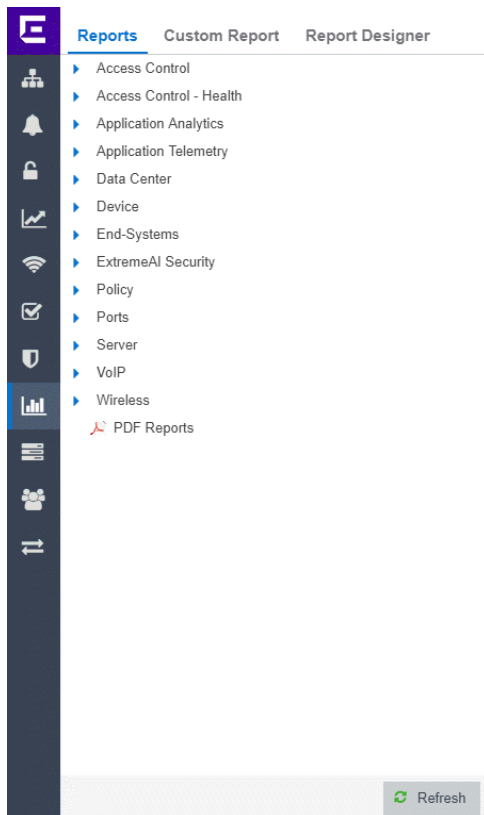 Reports Custom Report Report Designer
Access Control
Access Control - Health
Application Analytics
Application Telemetry
Data Center
Device
End-Systems
ExtremeAI Security
Policy
Ports
Server
VoIP
Wireless
PDF Reports
Refresh